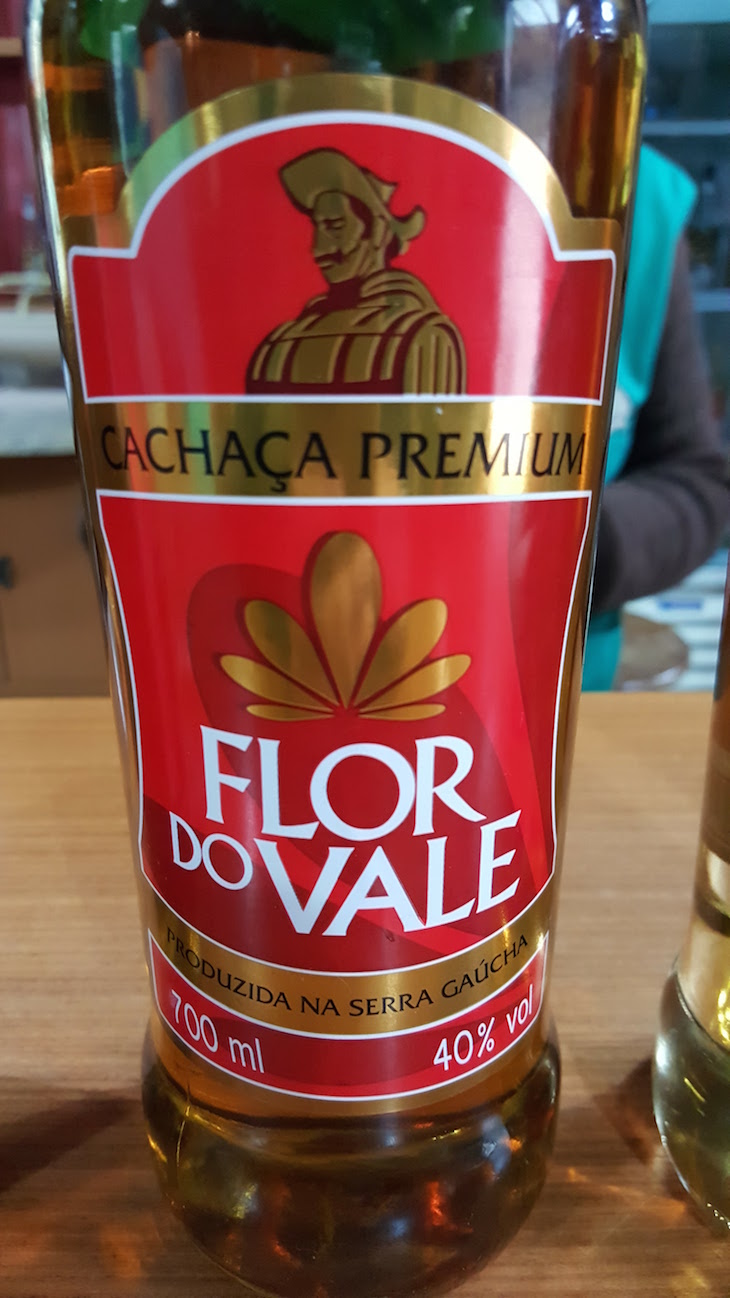 CACHAÇA PREMIUM
FLOR
DO VALE
PRODUZIDA NA SERRA GAÚCHA
700 ml 40% vol